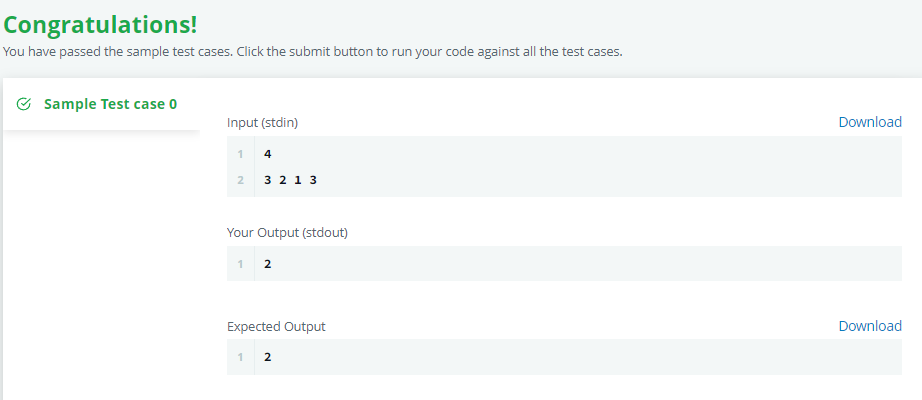 Congratulations!
You have passed the sample test cases. Click the submit button to run your code against all the test cases.
Sample Test case 0
Input (stdin)
Download
1 4
2 3 2 1 3
Your Output (stdout)
1 2
Expected Output
Download
1 2